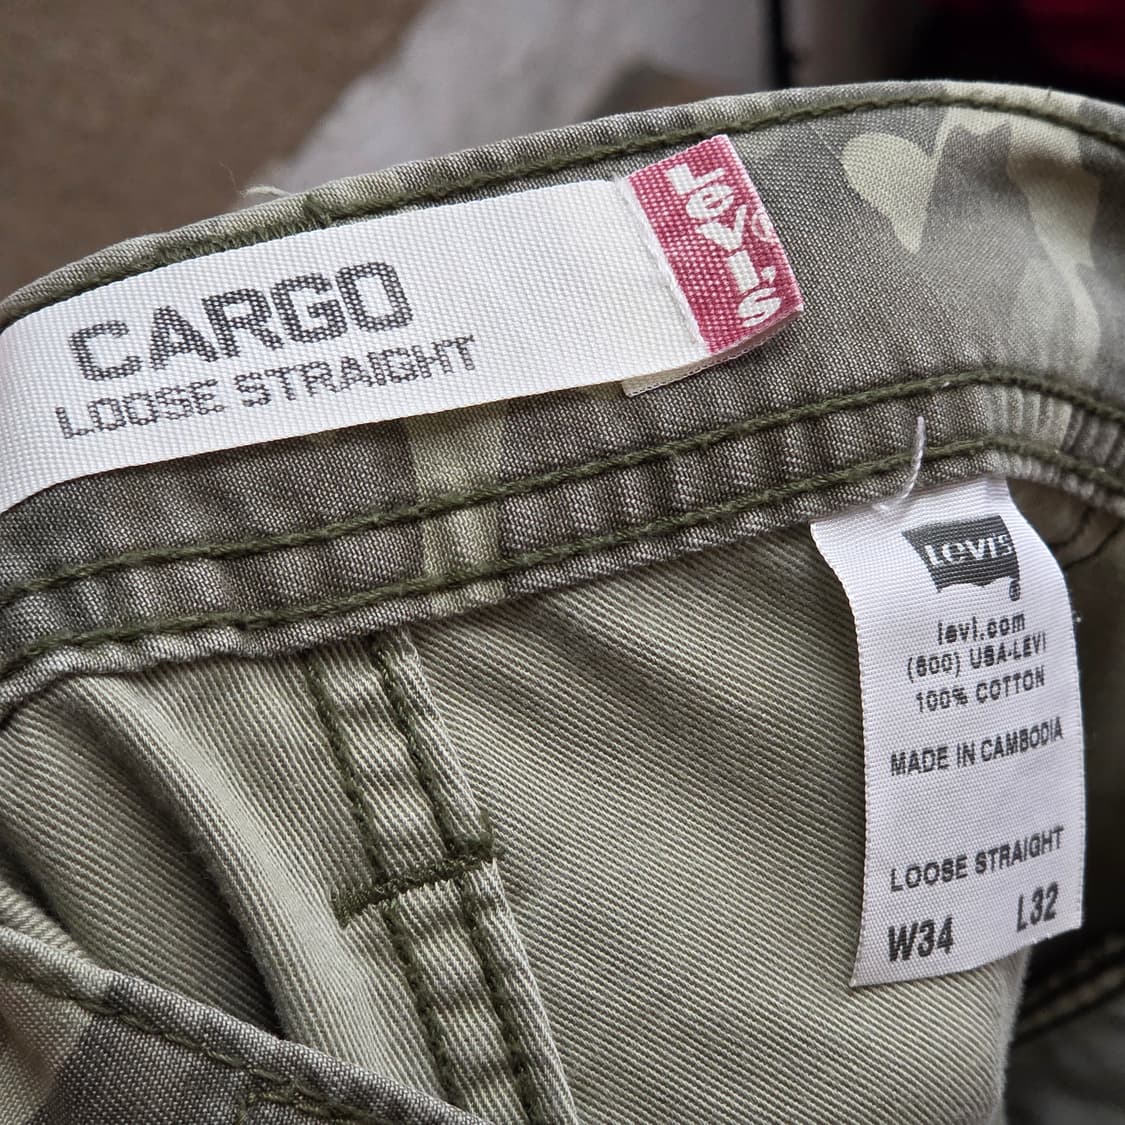 CARGO
LOOSE STRAIGHT
Levi's®
Levi's
levi.com
(800) USA-LEVI
100% COTTON
MADE IN CAMBODIA
LOOSE STRAIGHT
W34 L32